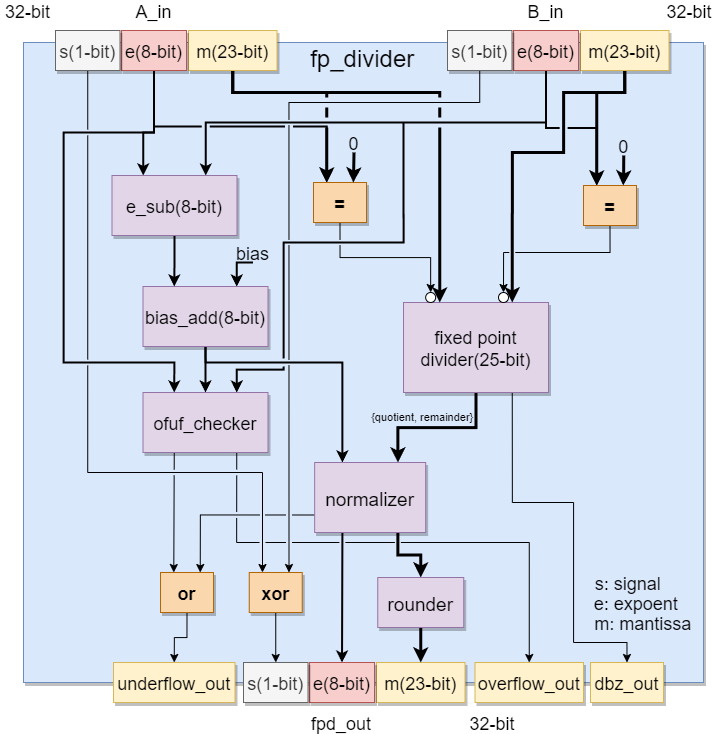 32-bit A_in B_in 32-bit
s(1-bit) e(8-bit) m(23-bit) fp_divider s(1-bit) e(8-bit) m(23-bit)
0 0
e_sub(8-bit) = =
bias
bias_add(8-bit)
fixed point
divider(25-bit)
ofuf_checker {quotient, remainder}
normalizer
or xor rounder
s: signal
e: expoent
m: mantissa
underflow_out s(1-bit) e(8-bit) m(23-bit) overflow_out dbz_out
fpd_out 32-bit